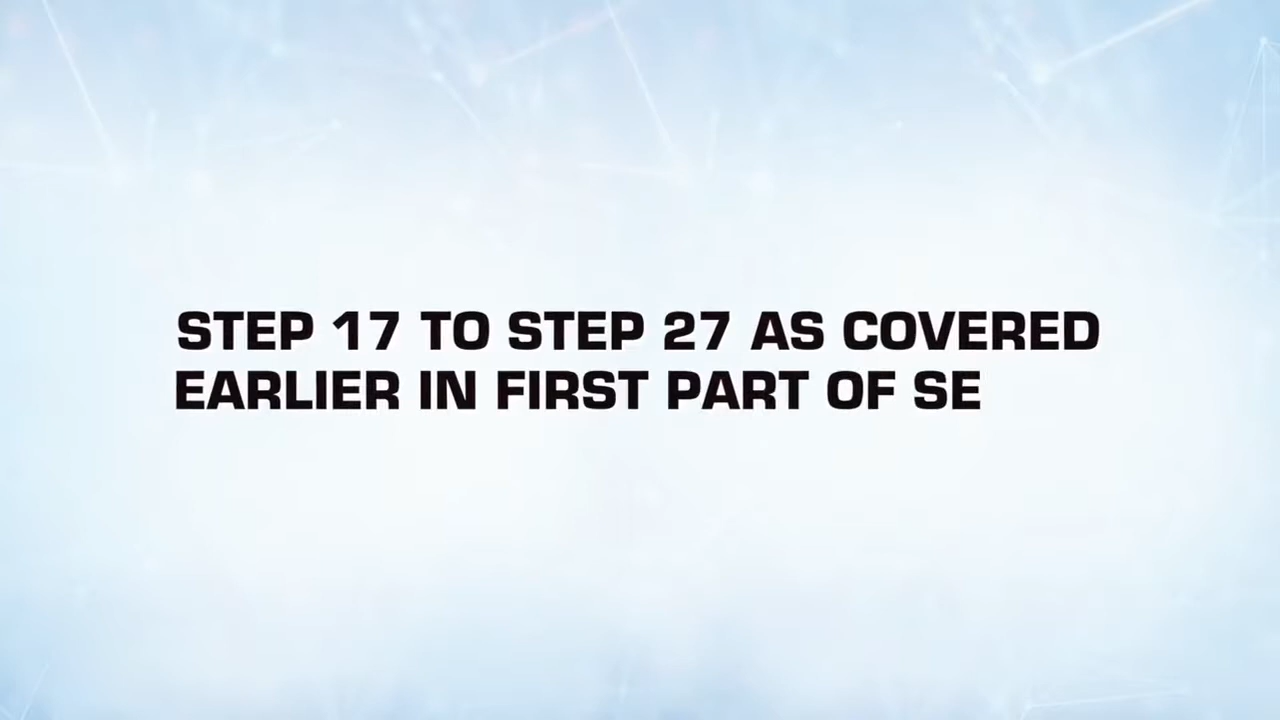 STEP 17 TO STEP 27 AS COVERED
EARLIER IN FIRST PART OF SE